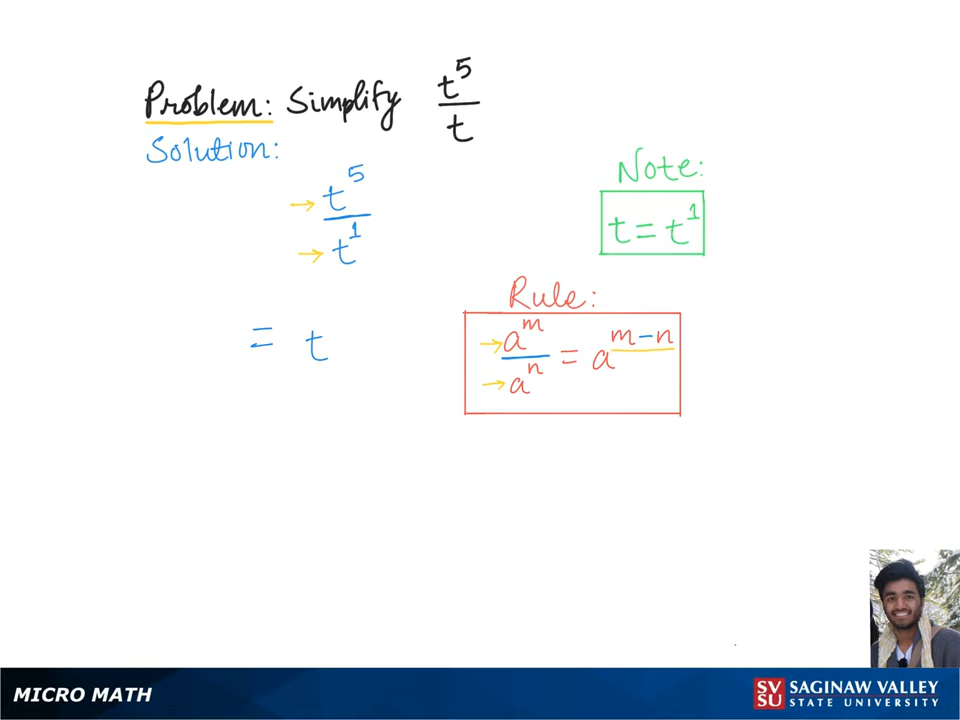 Problem: Simplify t^5/t
Solution:
t^5/t^1
Note:
t = t^1
Rule:
= t
a^m/a^n = a^(m-n)
MICRO MATH
SVSU SAGINAW VALLEY
STATE UNIVERSITY